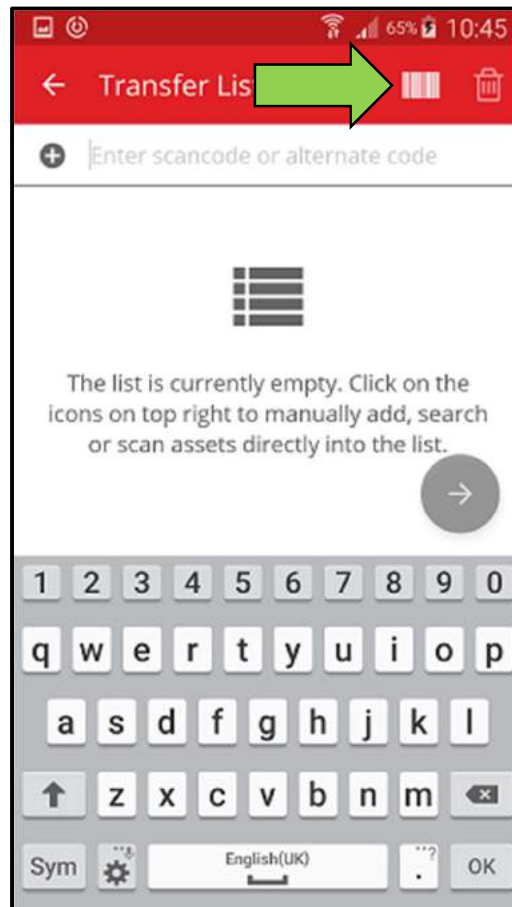 65% 10:45
Transfer Lis
Enter scancode or alternate code
The list is currently empty. Click on the
icons on top right to manually add, search
or scan assets directly into the list.
1 2 3 4 5 6 7 8 9 0
q w e r t y u i o p
a s d f g h j k l
z x c v b n m
Sym English(UK) . ? OK